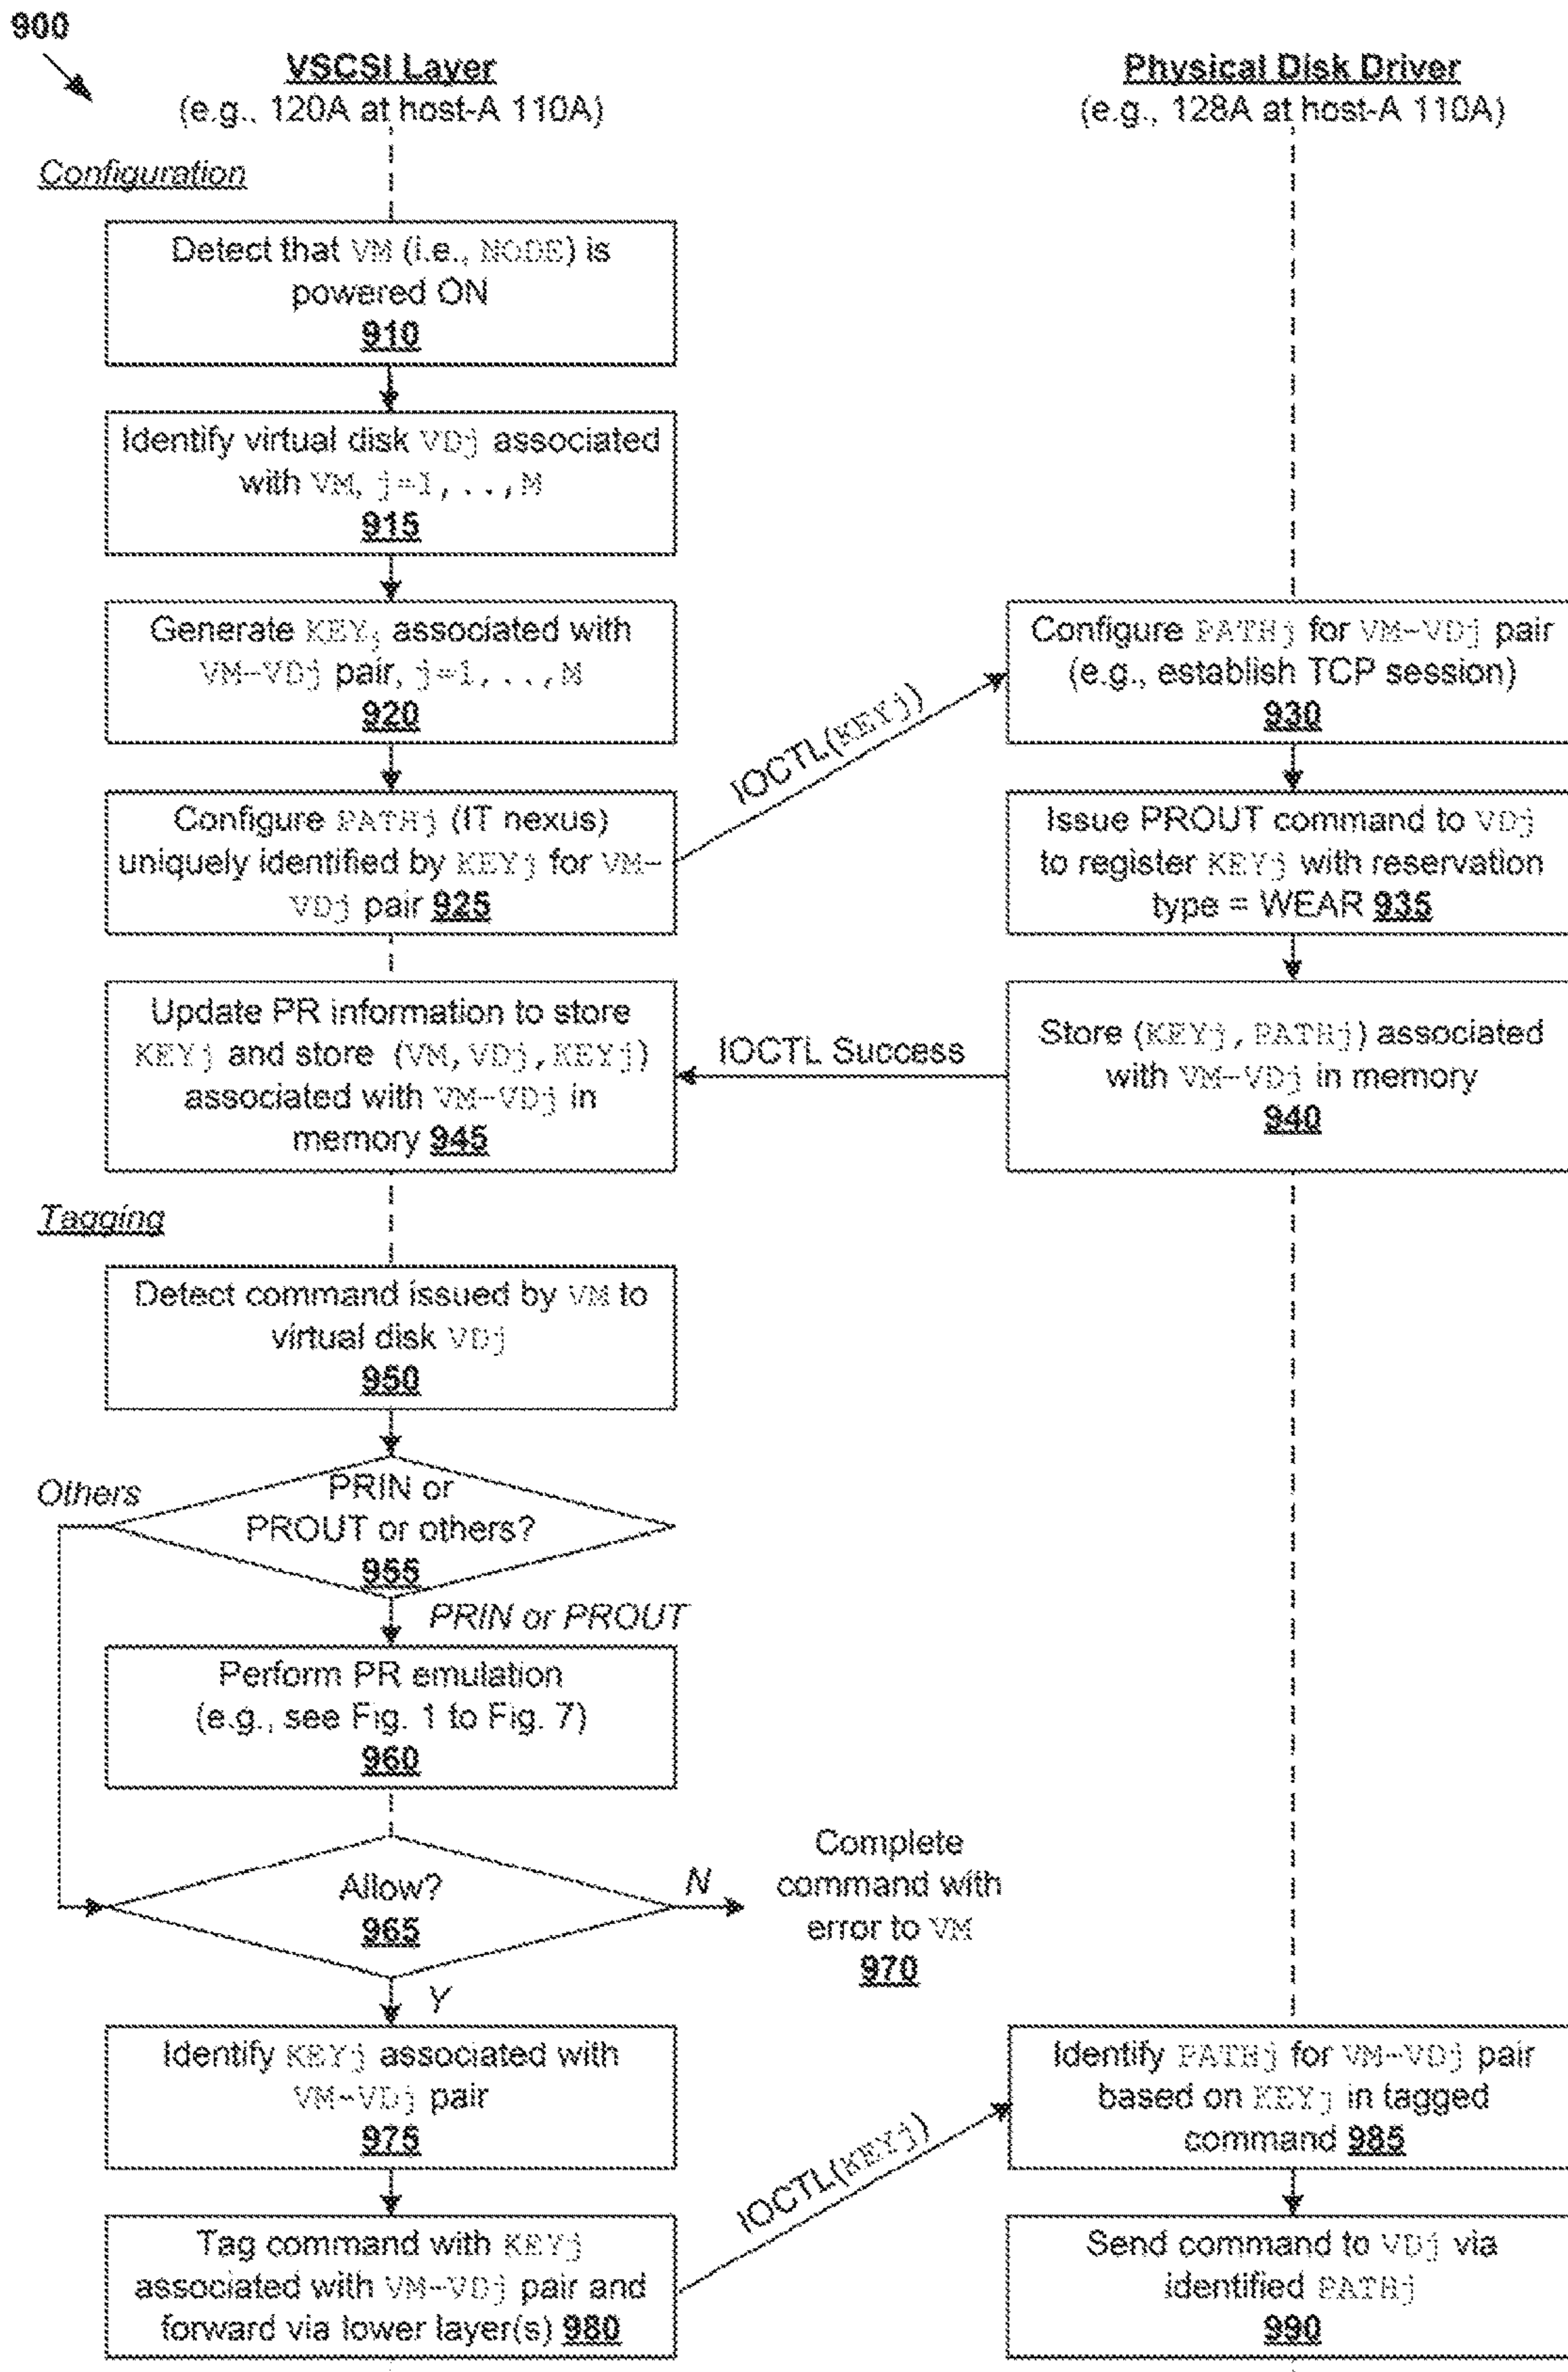 900
VSCSI Layer
(e.g., 120A at host-A 110A)
Physical Disk Driver
(e.g., 128A at host-A 110A)
Configuration
Detect that VM (i.e., NODE) is
powered ON
910
Identify virtual disk VDj associated
with VM, j=1,..,M
915
Generate KEYj associated with
VM-VDj pair, j=1,..,M
920
Configure PATHj for VM-VDj pair
(e.g., establish TCP session)
930
IOCTL(KEYj)
Configure PATHj (IT nexus)
uniquely identified by KEYj for VM-
VDj pair 925
Issue PROUT command to VDj
to register KEYj with reservation
type = WEAR 935
Update PR information to store
KEYj and store (VM,VDj,KEYj)
associated with VM-VDj in
memory 945
IOCTL Success
Store (KEYj,PATHj) associated
with VM-VDj in memory
940
Tagging
Detect command issued by VM to
virtual disk VDj
950
Others
PRIN or
PROUT or others?
955
PRIN or PROUT
Perform PR emulation
(e.g., see Fig. 1 to Fig. 7)
960
Allow?
965
N
Complete
command with
error to VM
970
Y
Identify KEYj associated with
VM-VDj pair
975
Identify PATHj for VM-VDj pair
based on KEYj in tagged
command 985
IOCTL(KEYj)
Tag command with KEYj
associated with VM-VDj pair and
forward via lower layer(s) 980
Send command to VDj via
identified PATHj
990